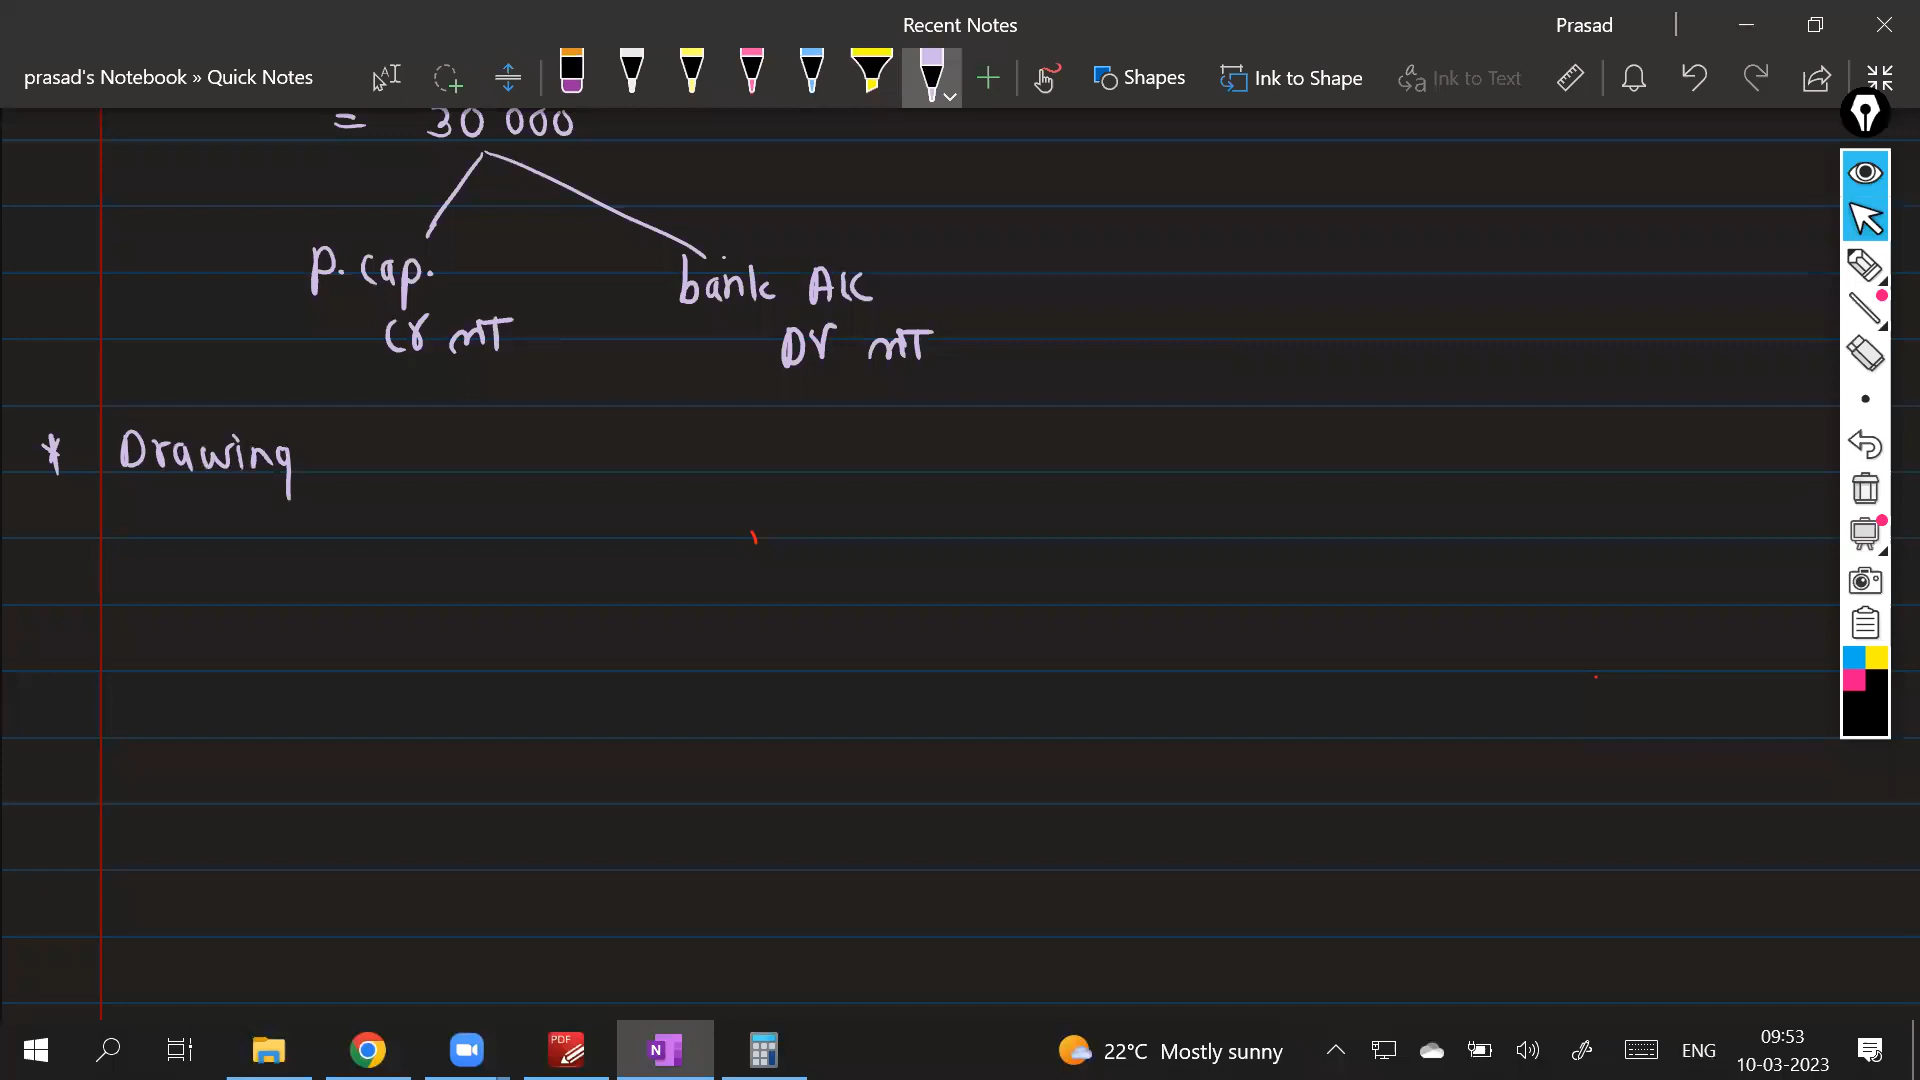 Recent Notes
Prasad
prasad's Notebook » Quick Notes
Shapes
Ink to Shape
Ink to Text
= 30 000
P. cap.
bank A/c
Cr mT
Dr mT
* Drawing
PDF
N
22°C Mostly sunny
ENG
09:53
10-03-2023